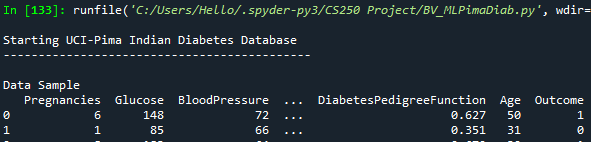 In [133]: runfile('C:/Users/Hello/.spyder-py3/CS250 Project/BV_MLPimaDiab.py', wdir=
Starting UCI-Pima Indian Diabetes Database
--------------------------------------------
Data Sample
Pregnancies Glucose BloodPressure ... DiabetesPedigreeFunction Age Outcome
0 6 148 72 ... 0.627 50 1
1 1 85 66 ... 0.351 31 0